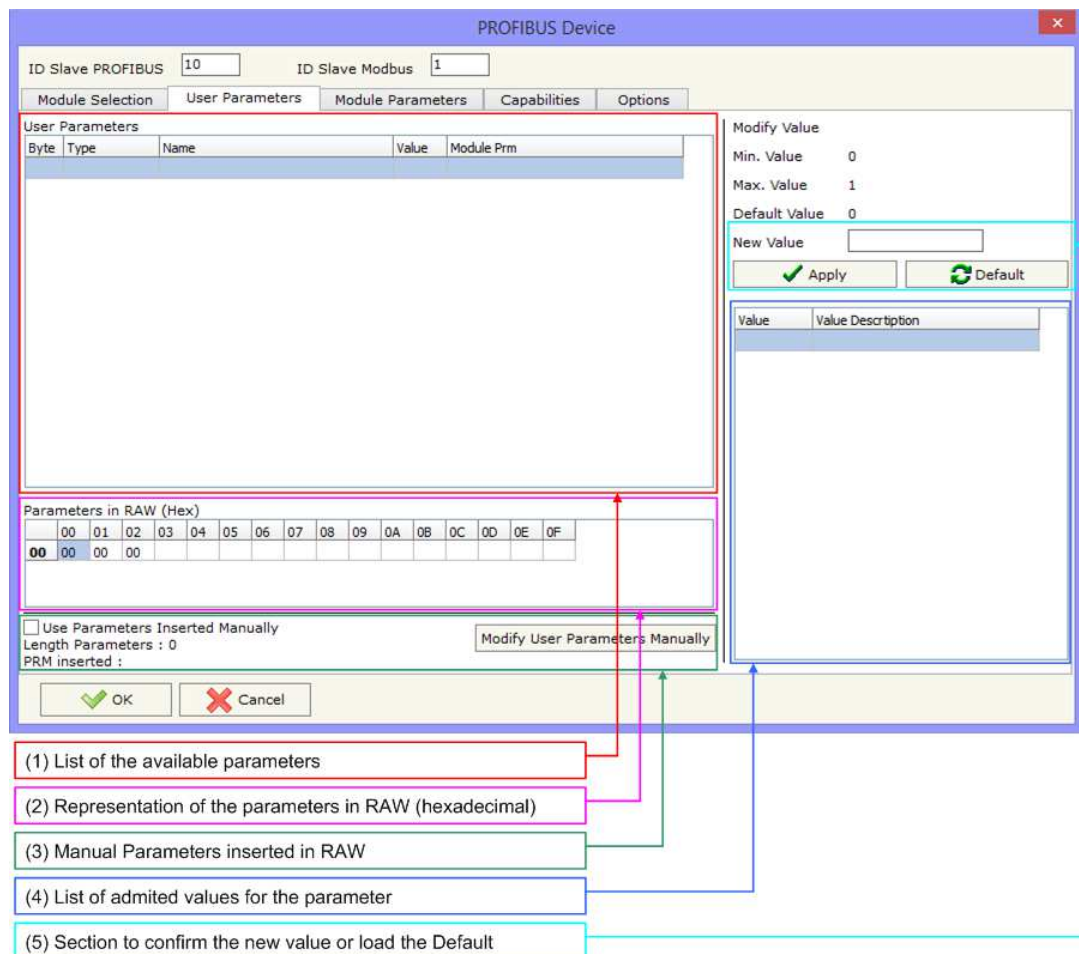 PROFIBUS Device
ID Slave PROFIBUS 10 ID Slave Modbus 1
Module Selection User Parameters Module Parameters Capabilities Options
User Parameters
Byte Type Name Value Module Prm
Modify Value
Min. Value 0
Max. Value 1
Default Value 0
New Value
Apply Default
Value Value Descrtiption
Parameters in RAW (Hex)
00 01 02 03 04 05 06 07 08 09 0A 0B 0C 0D 0E 0F
00 00 00 00
Use Parameters Inserted Manually
Length Parameters : 0
PRM inserted :
Modify User Parameters Manually
OK Cancel
(1) List of the available parameters
(2) Representation of the parameters in RAW (hexadecimal)
(3) Manual Parameters inserted in RAW
(4) List of admited values for the parameter
(5) Section to confirm the new value or load the Default